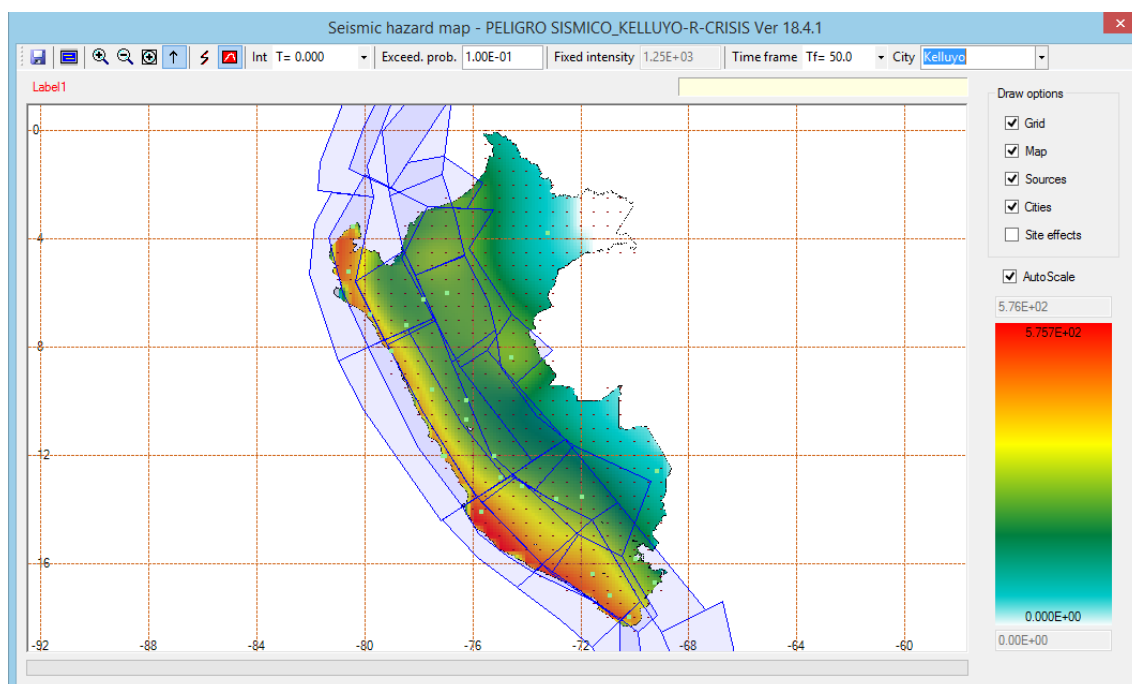 Seismic hazard map - PELIGRO SISMICO_KELLUYO-R-CRISIS Ver 18.4.1
Int T= 0.000 Exceed. prob. 1.00E-01 Fixed intensity 1.25E+03 Time frame Tf= 50.0 City Kelluyo
Label1
Draw options
Grid
Map
Sources
Cities
Site effects
AutoScale
5.76E+02
5.757E+02
0.000E+00
0.00E+00
0
-4
-8
-12
-16
-92 -88 -84 -80 -76 -72 -68 -64 -60